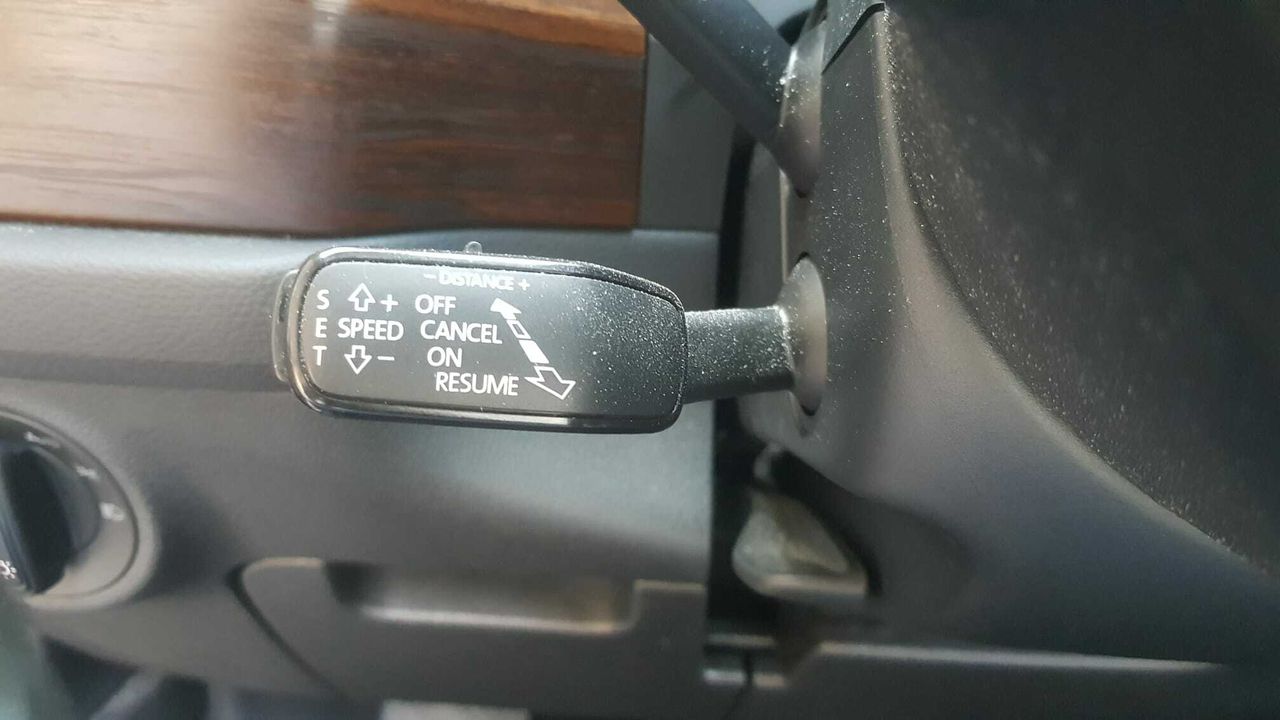 - DISTANCE +
S + OFF
E SPEED CANCEL
T - ON
RESUME